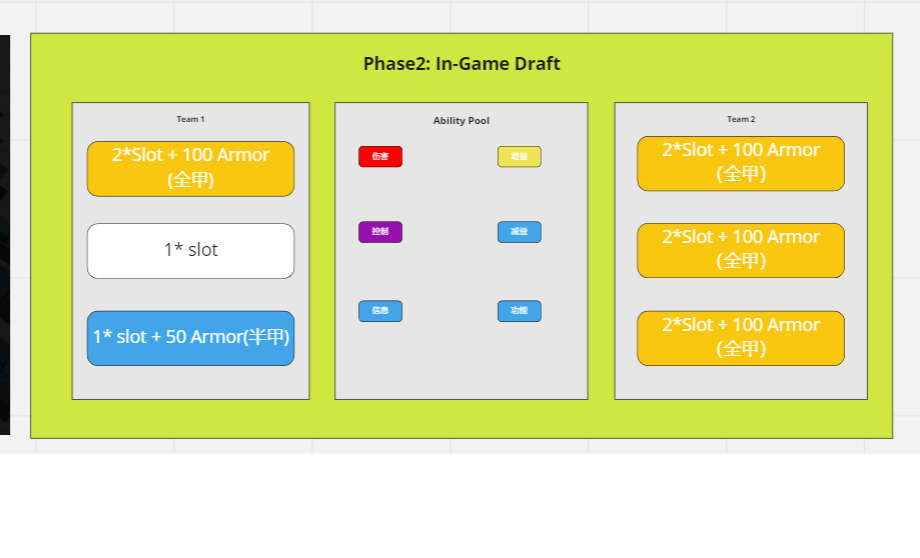 Phase2: In-Game Draft
Team 1
2*Slot + 100 Armor
(全甲)
1* slot
1* slot + 50 Armor(半甲)
Ability Pool
伤害
增益
控制
减益
信息
功能
Team 2
2*Slot + 100 Armor
(全甲)
2*Slot + 100 Armor
(全甲)
2*Slot + 100 Armor
(全甲)